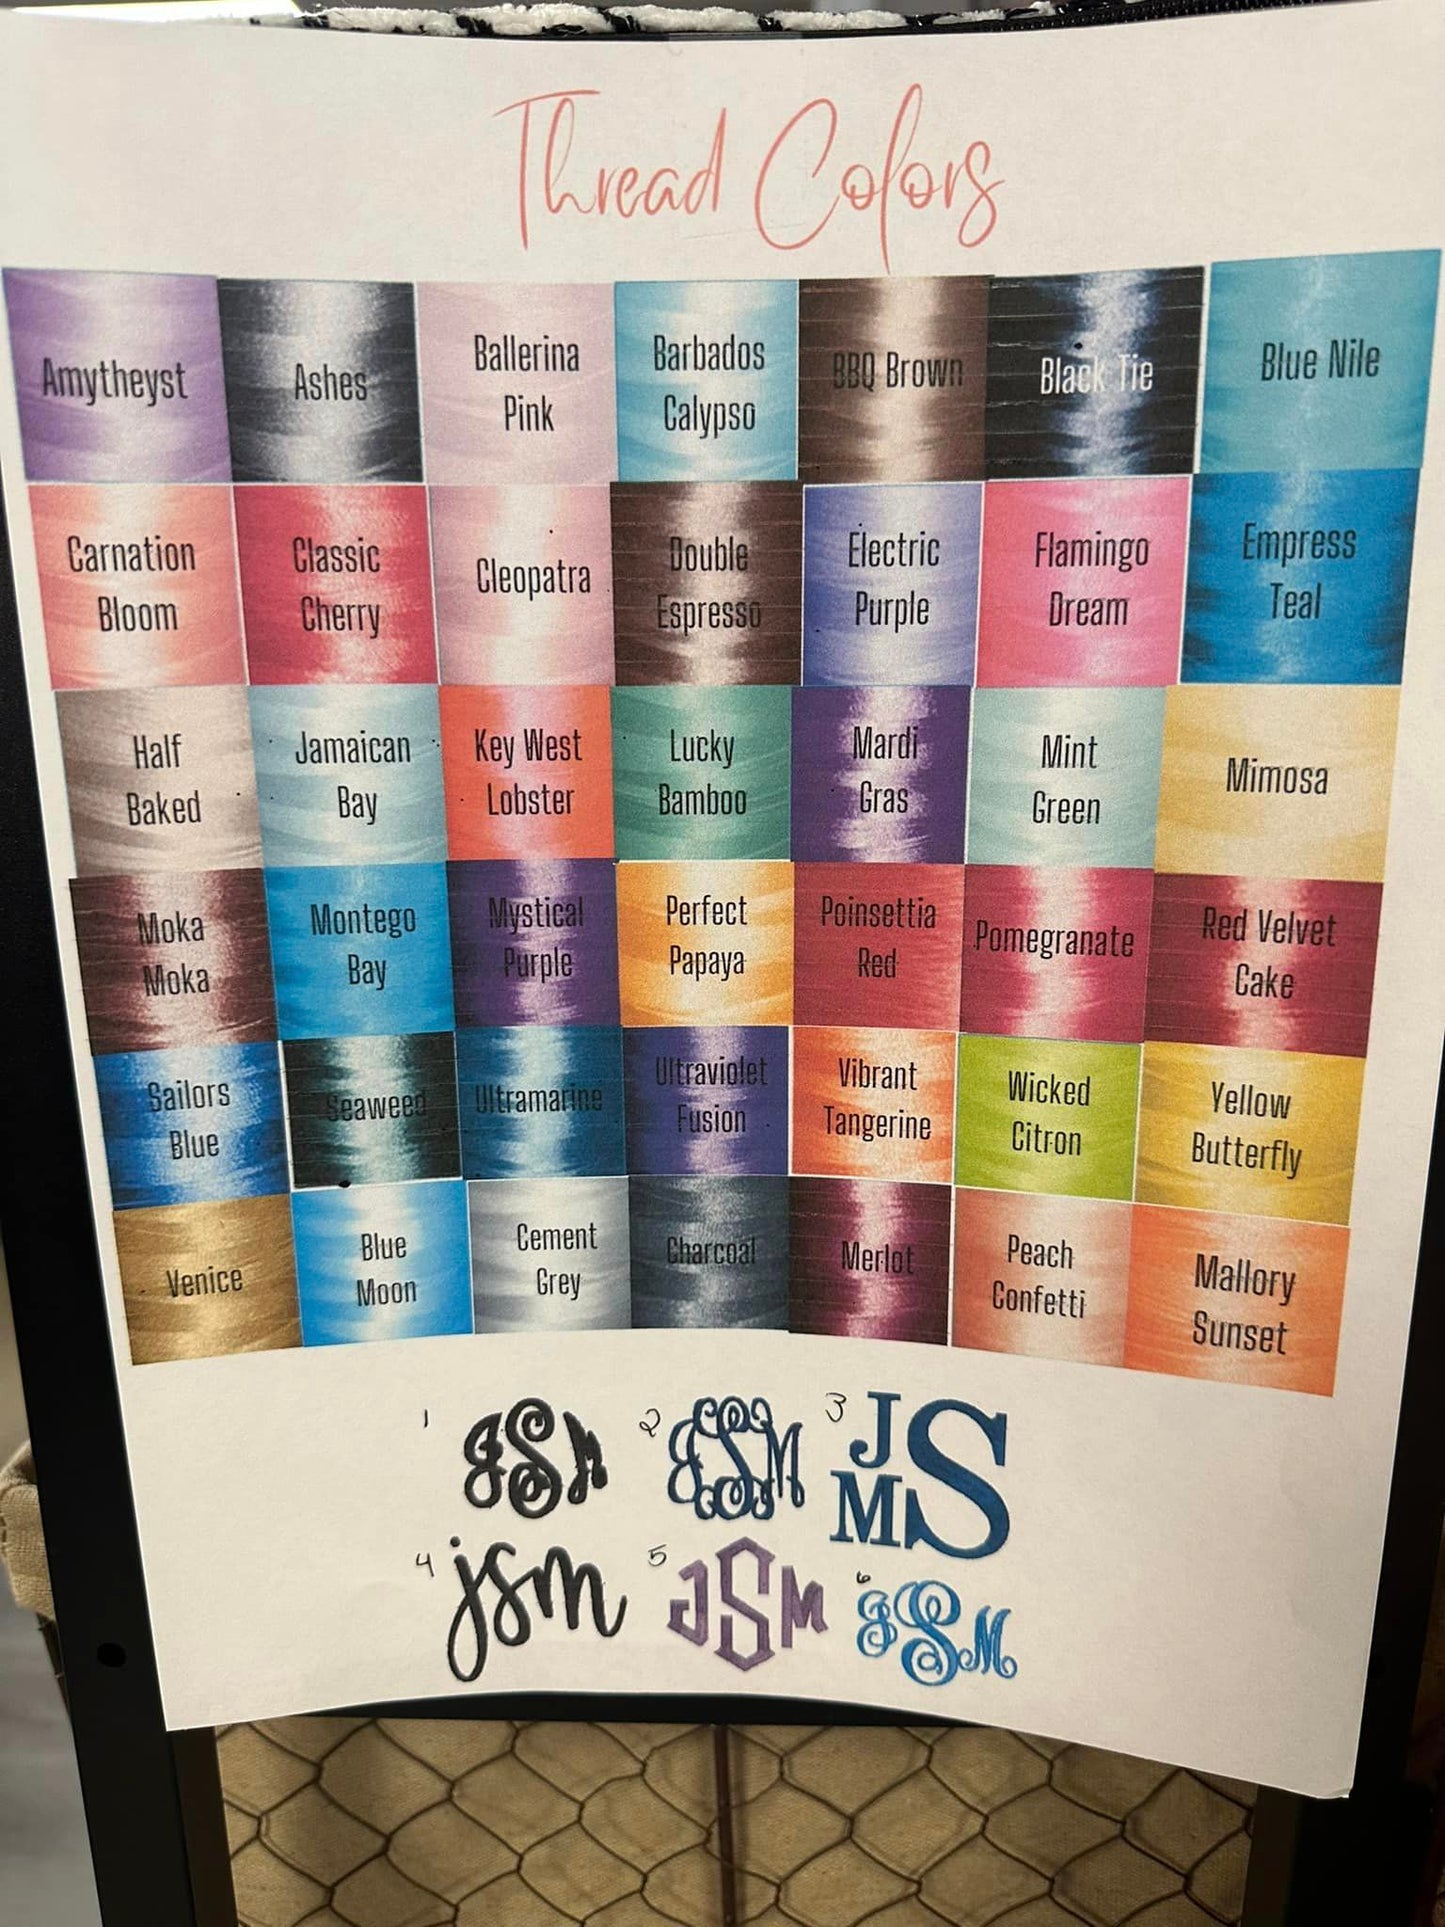 Thread Colors
Amytheyst
Ashes
Ballerina
Pink
Barbados
Calypso
BBQ Brown
Black Tie
Blue Nile
Carnation
Bloom
Classic
Cherry
Cleopatra
Double
Espresso
Electric
Purple
Flamingo
Dream
Empress
Teal
Half
Baked
Jamaican
Bay
Key West
Lobster
Lucky
Bamboo
Mardi
Gras
Mint
Green
Mimosa
Moka
Moka
Montego
Bay
Mystical
Purple
Perfect
Papaya
Poinsettia
Red
Pomegranate
Red Velvet
Cake
Sailors
Blue
Seaweed
Ultramarine
Ultraviolet
Fusion
Vibrant
Tangerine
Wicked
Citron
Yellow
Butterfly
Venice
Blue
Moon
Cement
Grey
Charcoal
Merlot
Peach
Confetti
Mallory
Sunset
1 JSM
2 JSM
3 JMS
4 jsm
5 JSM
6 JSM